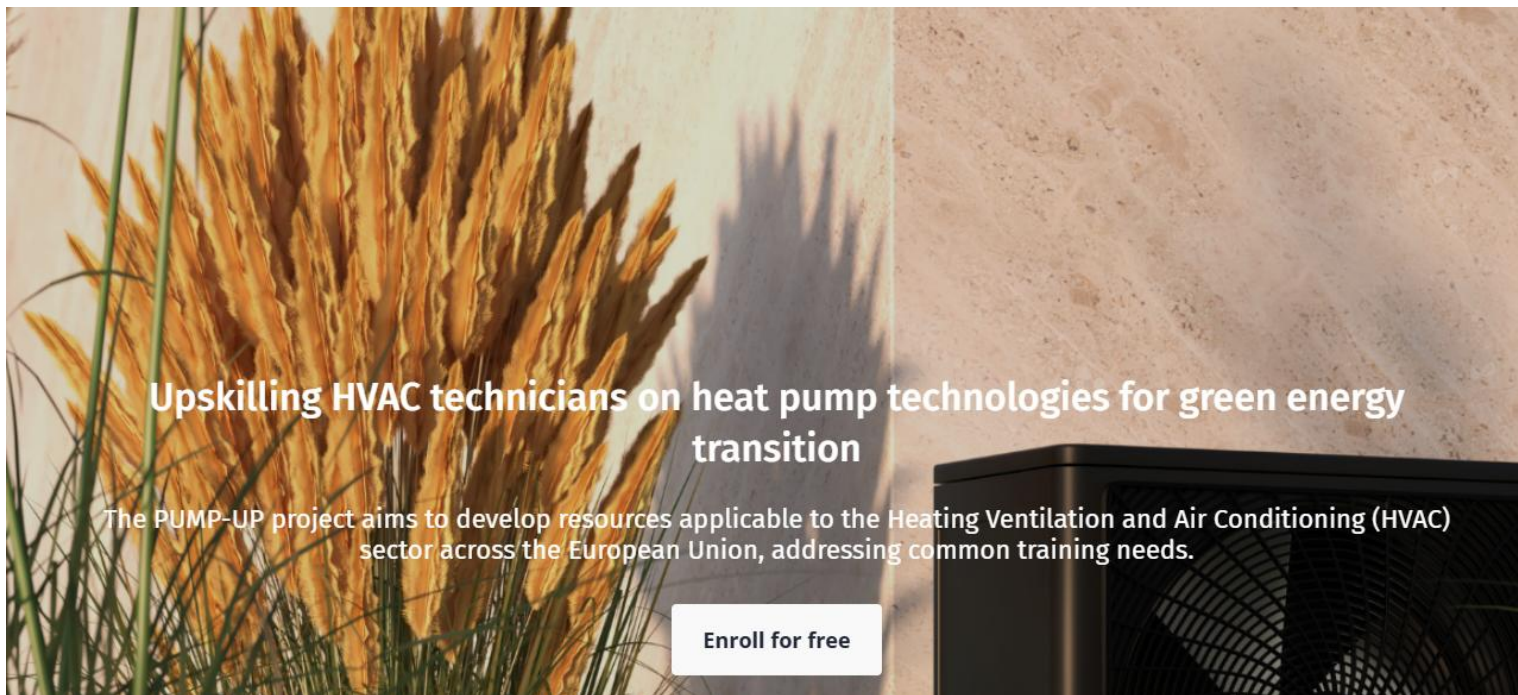 Upskilling HVAC technicians on heat pump technologies for green energy
transition
The PUMP-UP project aims to develop resources applicable to the Heating Ventilation and Air Conditioning (HVAC)
sector across the European Union, addressing common training needs.
Enroll for free